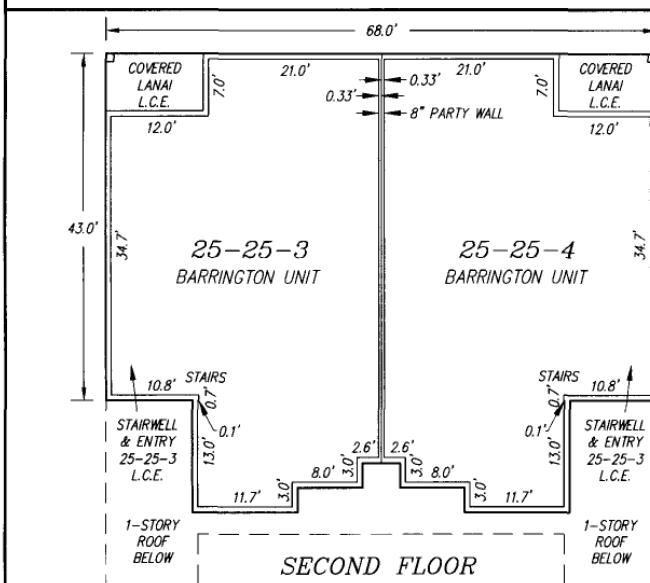 68.0'
COVERED
LANAI
L.C.E.
7.0'
21.0'
0.33'
0.33'
8" PARTY WALL
21.0'
7.0'
COVERED
LANAI
L.C.E.
12.0'
12.0'
43.0'
34.7'
25-25-3
BARRINGTON UNIT
25-25-4
BARRINGTON UNIT
34.7'
10.8'
STAIRS
0.7'
0.1'
STAIRS
0.7'
10.8'
0.1'
STAIRWELL
& ENTRY
25-25-3
L.C.E.
13.0'
2.6'
2.6'
3.0'
3.0'
8.0'
8.0'
3.0'
3.0'
11.7'
11.7'
13.0'
STAIRWELL
& ENTRY
25-25-3
L.C.E.
1-STORY
ROOF
BELOW
1-STORY
ROOF
BELOW
SECOND FLOOR